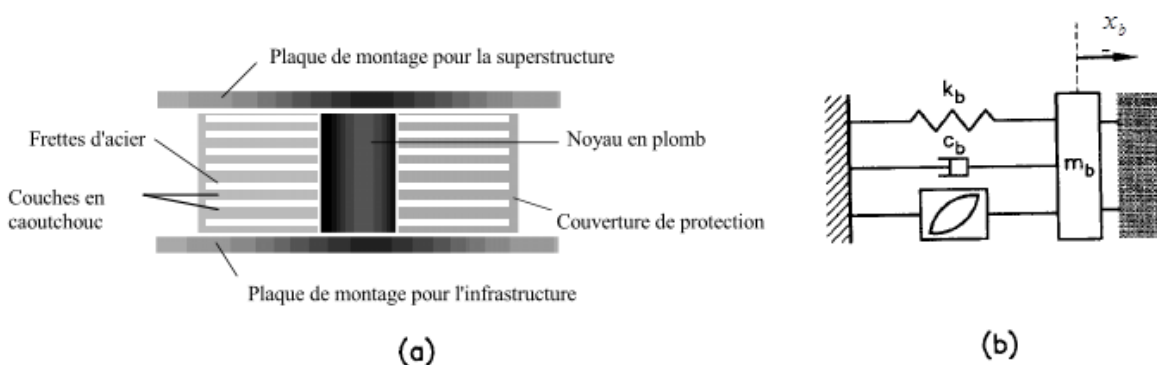 Plaque de montage pour la superstructure
Frettes d'acier
Noyau en plomb
Couches en
caoutchouc
Couverture de protection
Plaque de montage pour l'infrastructure
(a)
x_b
k_b
c_b
m_b
(b)